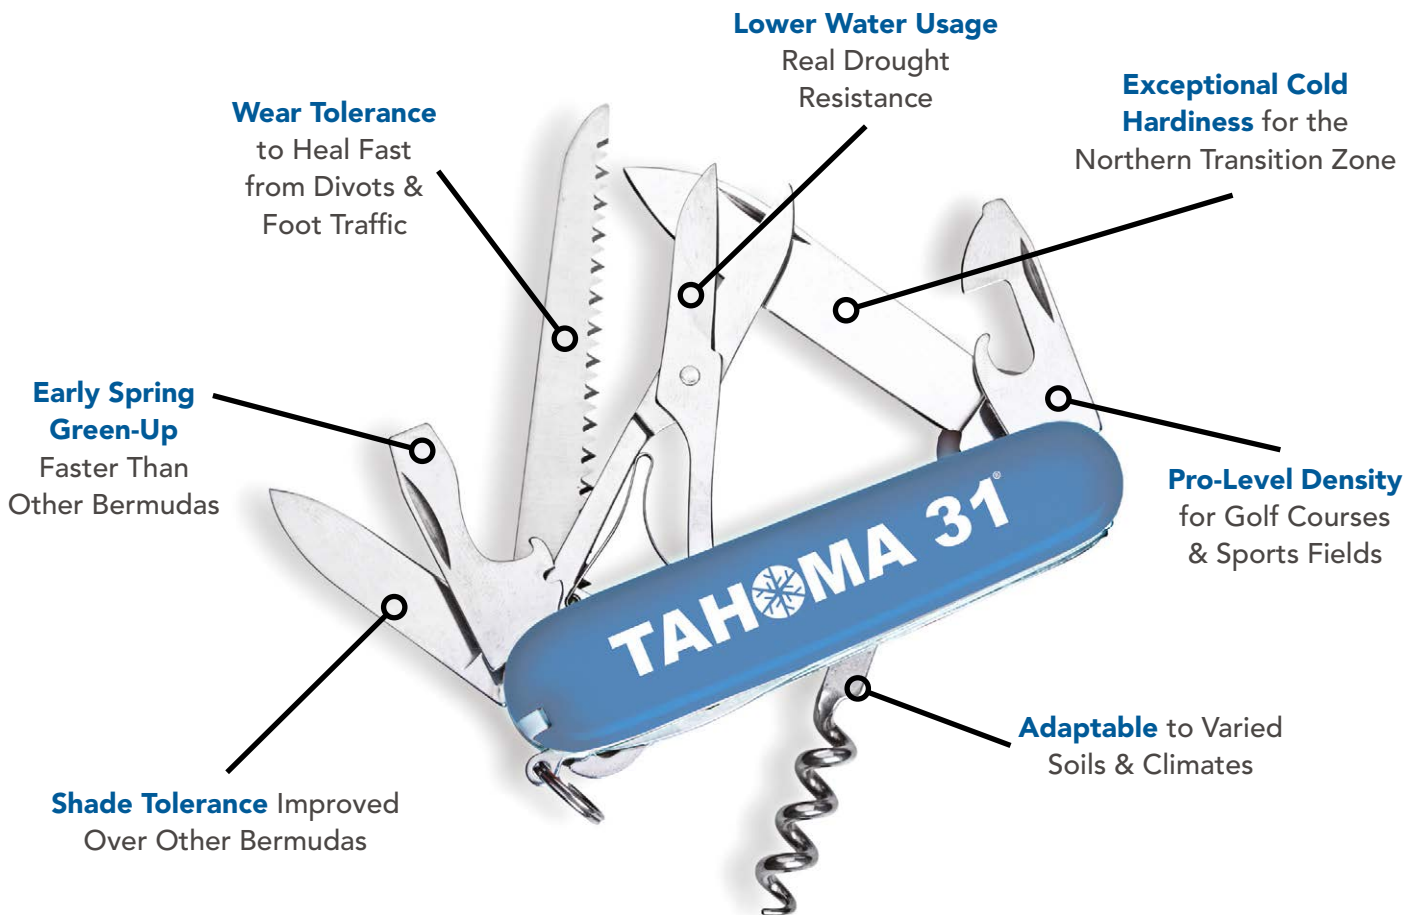 Lower Water Usage
Real Drought
Resistance
Exceptional Cold
Hardiness for the
Northern Transition Zone
Wear Tolerance
to Heal Fast
from Divots &
Foot Traffic
Early Spring
Green-Up
Faster Than
Other Bermudas
Pro-Level Density
for Golf Courses
& Sports Fields
TAHOMA 31®
Adaptable to Varied
Soils & Climates
Shade Tolerance Improved
Over Other Bermudas